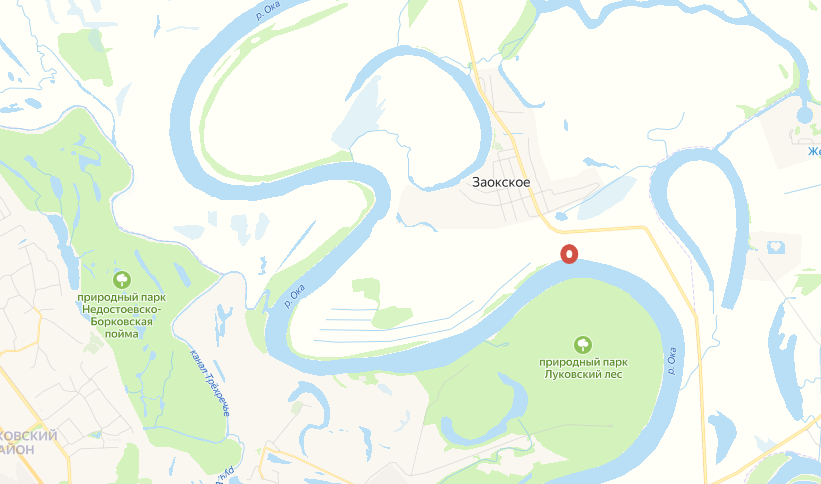 р. Ока
Же
Заокское
р. Ока
природный парк
Недостоевско-
Борковская
пойма
канал Трёхречье
природный парк
Луковский лес
р. Ока
КОВСКИЙ
АЙОН